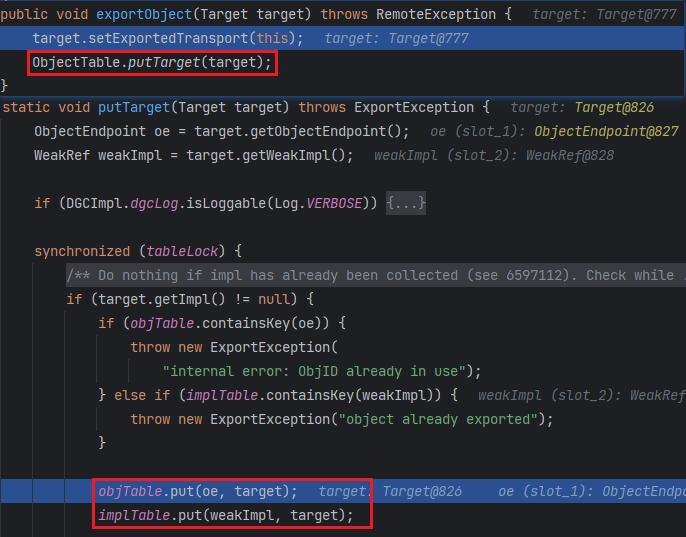 public void exportObject(Target target) throws RemoteException {   target: Target@777
target.setExportedTransport(this);   target: Target@777
ObjectTable.putTarget(target);
}
static void putTarget(Target target) throws ExportException {   target: Target@826
ObjectEndpoint oe = target.getObjectEndpoint();   oe (slot_1): ObjectEndpoint@827
WeakRef weakImpl = target.getWeakImpl();   weakImpl (slot_2): WeakRef@828
if (DGCImpl.dgcLog.isLoggable(Log.VERBOSE)) {...}
synchronized (tableLock) {
/** Do nothing if impl has already been collected (see 6597112). Check while
if (target.getImpl() != null) {
if (objTable.containsKey(oe)) {
throw new ExportException(
"internal error: ObjID already in use");
} else if (implTable.containsKey(weakImpl)) {   weakImpl (slot_2): WeakRef
throw new ExportException("object already exported");
}
objTable.put(oe, target);   target: Target@826   oe (slot_1): ObjectEndpo
implTable.put(weakImpl, target);